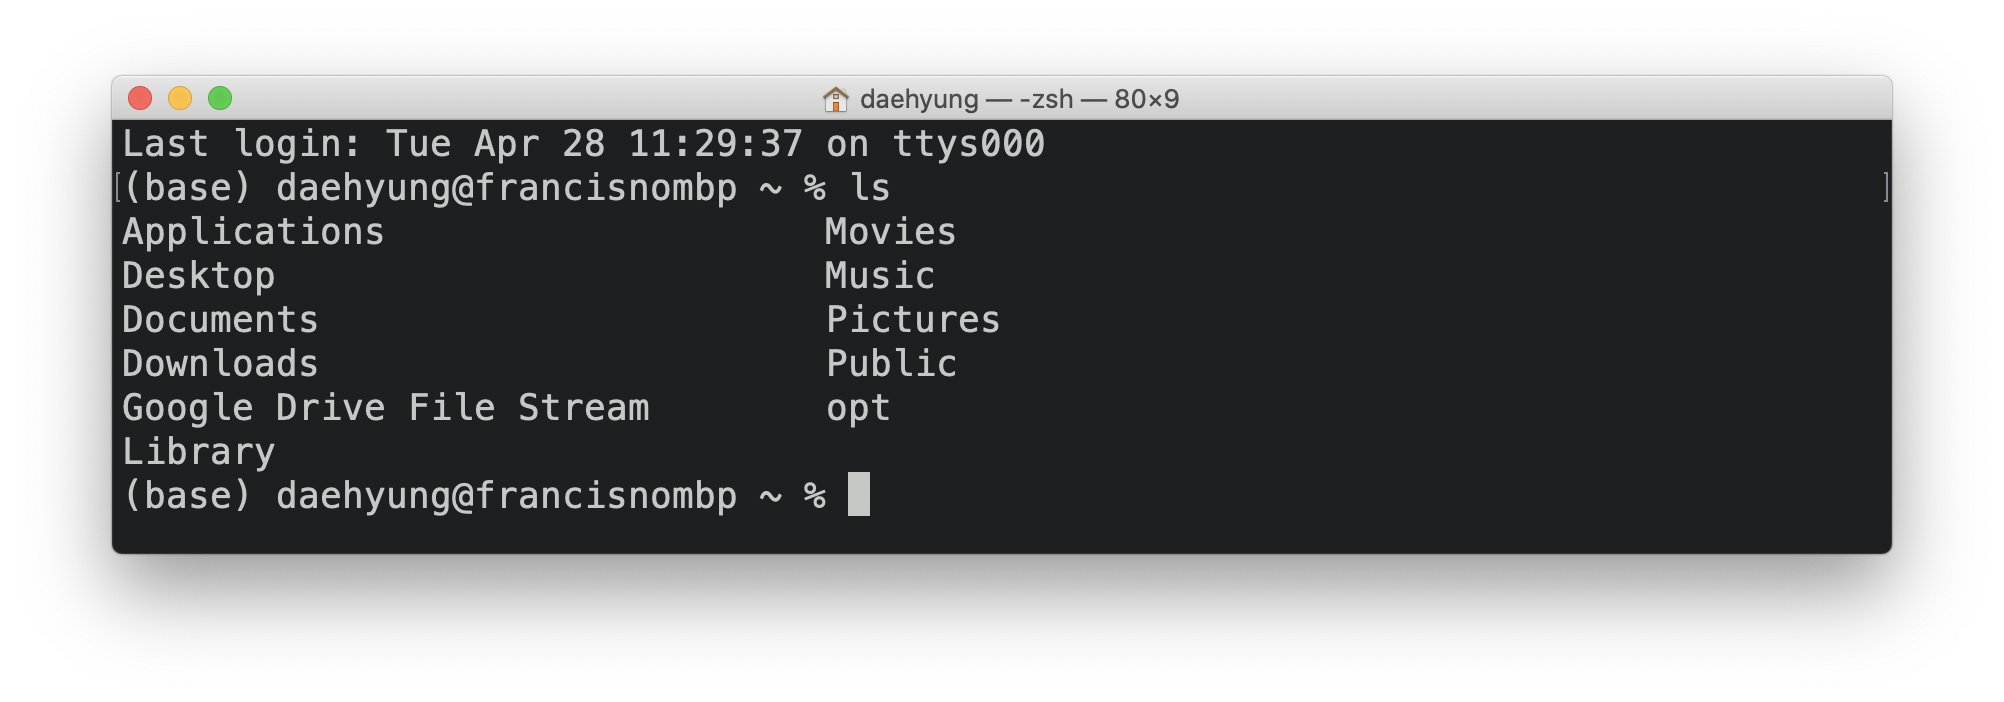 daehyung — -zsh — 80×9
Last login: Tue Apr 28 11:29:37 on ttys000
[(base) daehyung@francisnombp ~ % ls ]
Applications Movies
Desktop Music
Documents Pictures
Downloads Public
Google Drive File Stream opt
Library
(base) daehyung@francisnombp ~ %